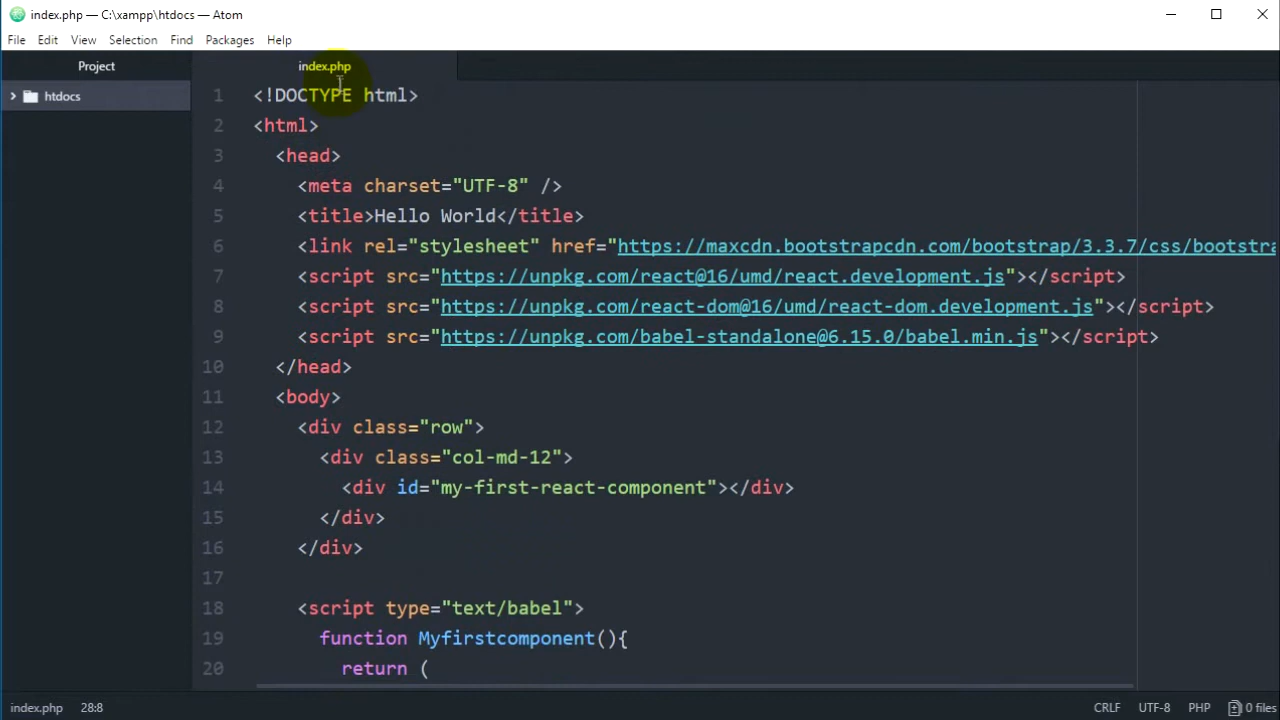 index.php — C:\xampp\htdocs — Atom
File Edit View Selection Find Packages Help
Project
index.php
htdocs
1 <!DOCTYPE html>
2 <html>
3 <head>
4 <meta charset="UTF-8" />
5 <title>Hello World</title>
6 <link rel="stylesheet" href="https://maxcdn.bootstrapcdn.com/bootstrap/3.3.7/css/bootstra
7 <script src="https://unpkg.com/react@16/umd/react.development.js"></script>
8 <script src="https://unpkg.com/react-dom@16/umd/react-dom.development.js"></script>
9 <script src="https://unpkg.com/babel-standalone@6.15.0/babel.min.js"></script>
10 </head>
11 <body>
12 <div class="row">
13 <div class="col-md-12">
14 <div id="my-first-react-component"></div>
15 </div>
16 </div>
17
18 <script type="text/babel">
19 function Myfirstcomponent(){
20 return (
index.php 28:8 CRLF UTF-8 PHP 0 files